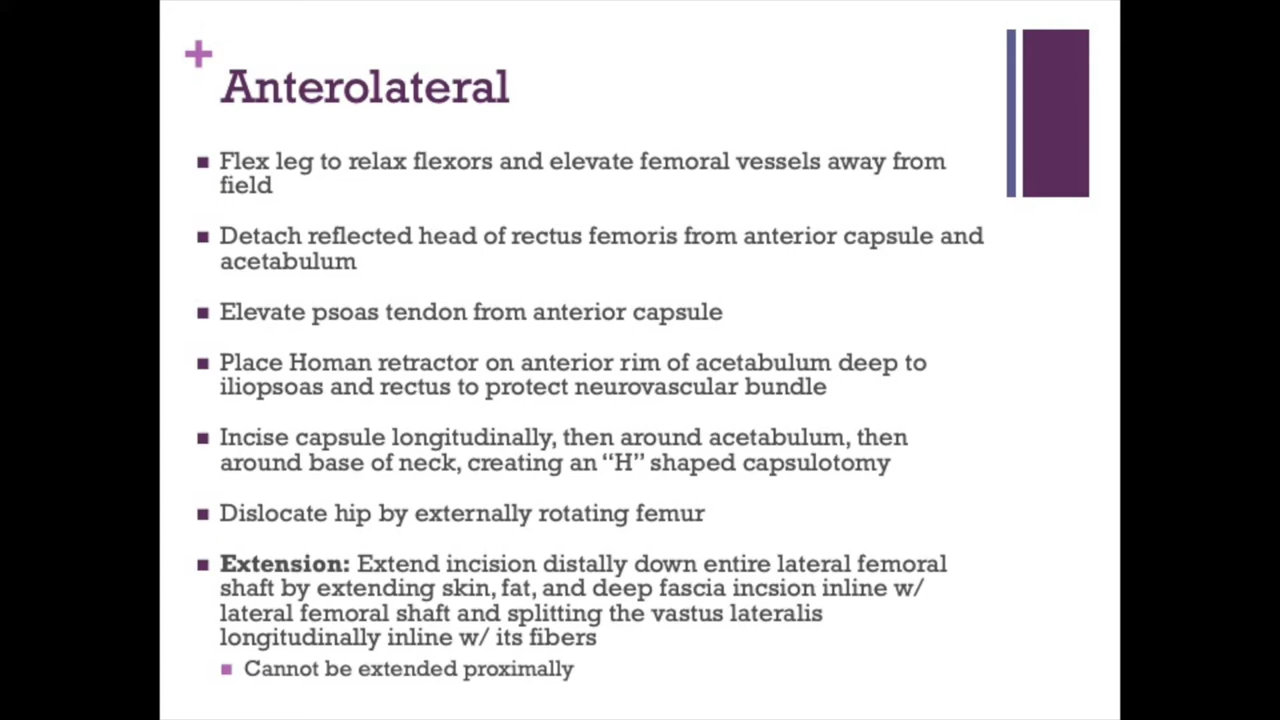 +
Anterolateral
■ Flex leg to relax flexors and elevate femoral vessels away from
field
■ Detach reflected head of rectus femoris from anterior capsule and
acetabulum
■ Elevate psoas tendon from anterior capsule
■ Place Homan retractor on anterior rim of acetabulum deep to
iliopsoas and rectus to protect neurovascular bundle
■ Incise capsule longitudinally, then around acetabulum, then
around base of neck, creating an “H” shaped capsulotomy
■ Dislocate hip by externally rotating femur
■ Extension: Extend incision distally down entire lateral femoral
shaft by extending skin, fat, and deep fascia incsion inline w/
lateral femoral shaft and splitting the vastus lateralis
longitudinally inline w/ its fibers
■ Cannot be extended proximally